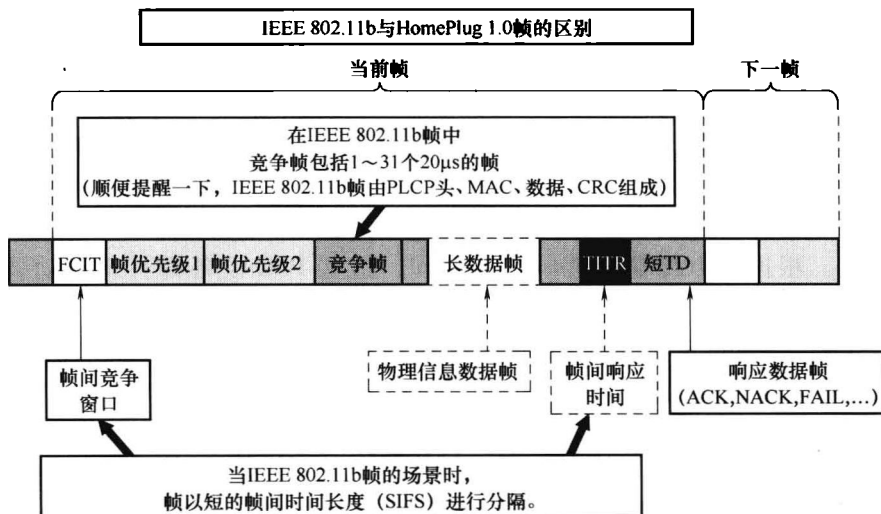 IEEE 802.11b与HomePlug 1.0帧的区别
当前帧
下一帧
在IEEE 802.11b帧中
竞争帧包括1～31个20μs的帧
(顺便提醒一下，IEEE 802.11b帧由PLCP头、MAC、数据、CRC组成)
FCIT
帧优先级1
帧优先级2
竞争帧
长数据帧
TITR
短TD
帧间竞争
窗口
物理信息数据帧
帧间响应
时间
响应数据帧
(ACK,NACK,FAIL,…)
当IEEE 802.11b帧的场景时，
帧以短的帧间时间长度（SIFS）进行分隔。